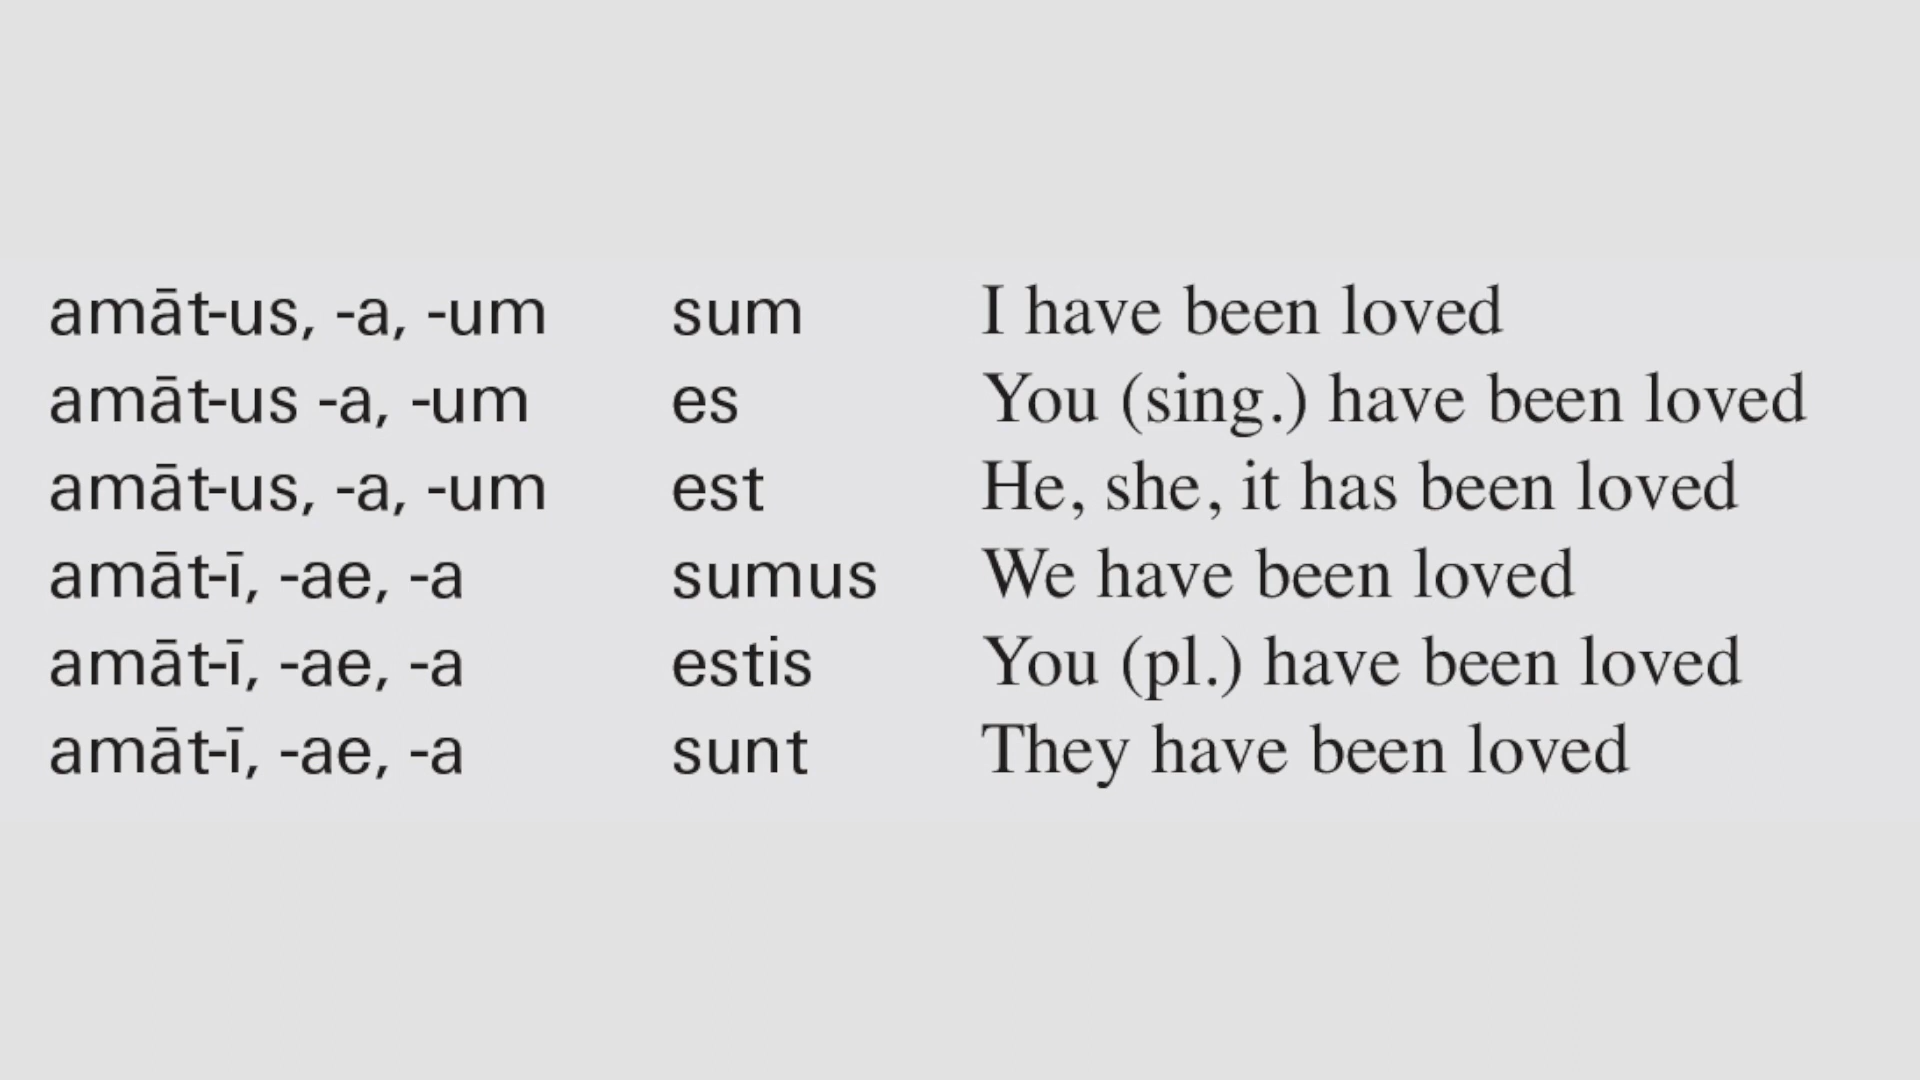 amāt-us, -a, -um sum I have been loved
amāt-us -a, -um es You (sing.) have been loved
amāt-us, -a, -um est He, she, it has been loved
amāt-ī, -ae, -a sumus We have been loved
amāt-ī, -ae, -a estis You (pl.) have been loved
amāt-ī, -ae, -a sunt They have been loved